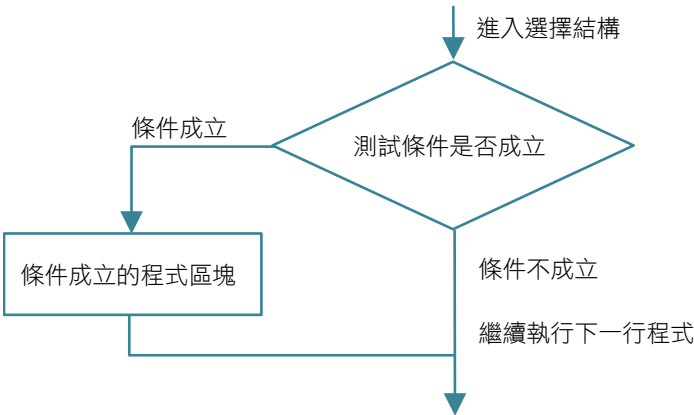 進入選擇結構
條件成立
測試條件是否成立
條件成立的程式區塊
條件不成立
繼續執行下一行程式